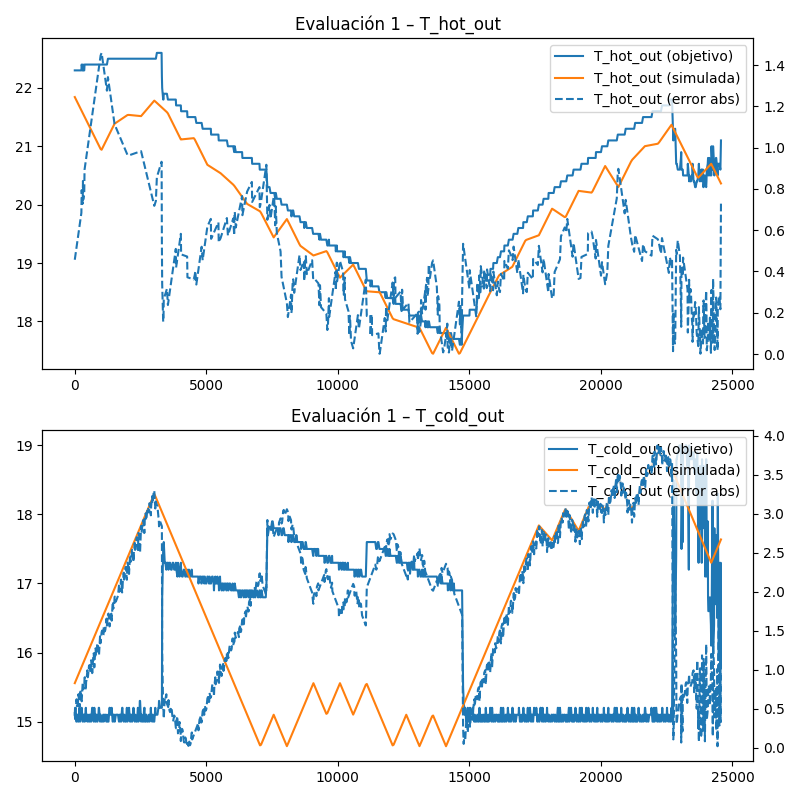 Evaluación 1 – T_hot_out
T_hot_out (objetivo)
T_hot_out (simulada)
T_hot_out (error abs)
22
21
20
19
18
1.4
1.2
1.0
0.8
0.6
0.4
0.2
0.0
0 5000 10000 15000 20000 25000
Evaluación 1 – T_cold_out
T_cold_out (objetivo)
T_cold_out (simulada)
T_cold_out (error abs)
19
18
17
16
15
4.0
3.5
3.0
2.5
2.0
1.5
1.0
0.5
0.0
0 5000 10000 15000 20000 25000